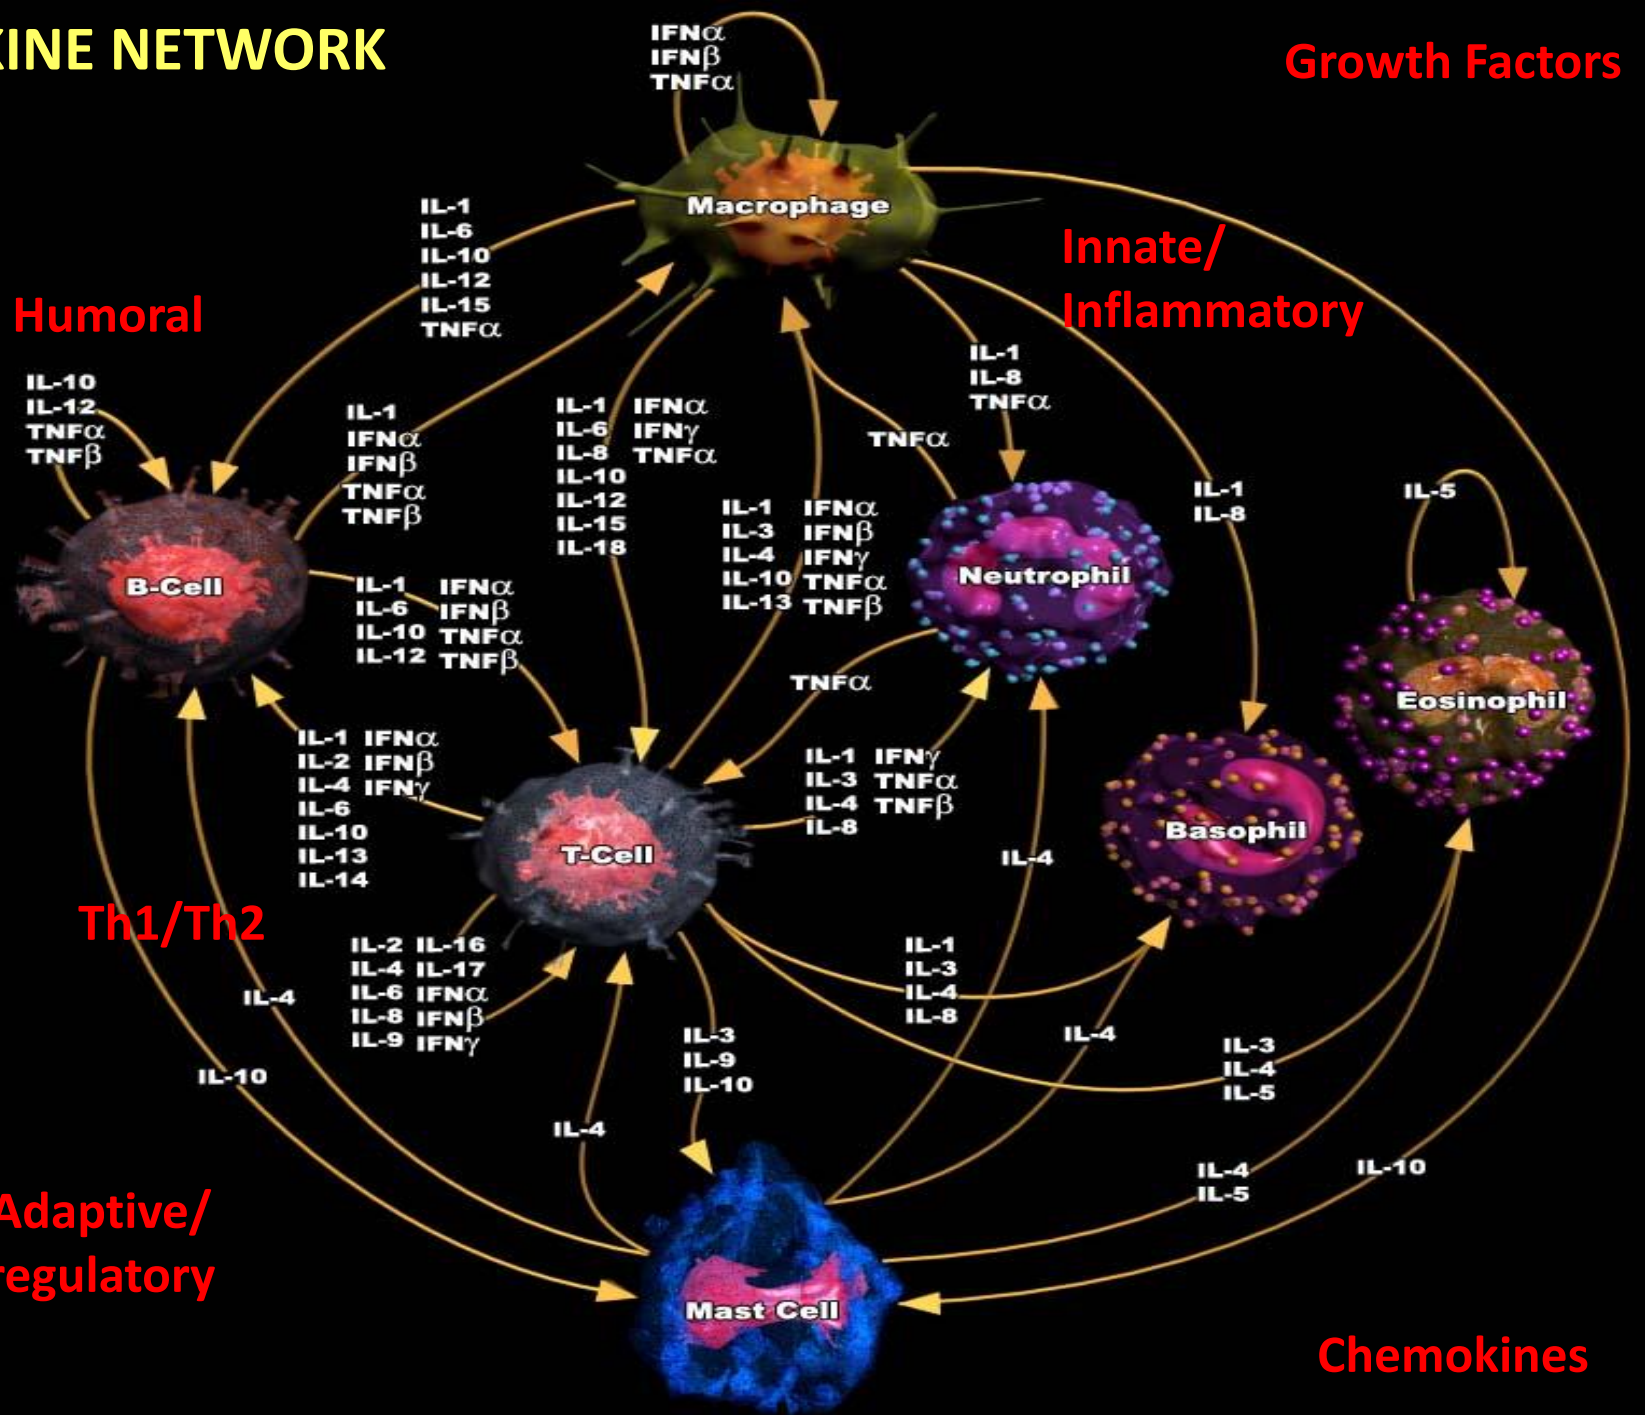 KINE NETWORK
Growth Factors
IFNα
IFNβ
TNFα
Macrophage
Innate/
Inflammatory
IL-1
IL-6
IL-10
IL-12
IL-15
TNFα
Humoral
IL-10
IL-12
TNFα
TNFβ
IL-1
IFNα
IFNβ
TNFα
TNFβ
IL-1 IFNα
IL-6 IFNγ
IL-8 TNFα
IL-10
IL-12
IL-15
IL-18
IL-1
IL-8
TNFα
TNFα
IL-1 IFNα
IL-3 IFNβ
IL-4 IFNγ
IL-10 TNFα
IL-13 TNFβ
IL-1
IL-8
IL-5
B-Cell
Neutrophil
Eosinophil
IL-1 IFNα
IL-6 IFNβ
IL-10 TNFα
IL-12 TNFβ
TNFα
IL-1 IFNα
IL-2 IFNβ
IL-4 IFNγ
IL-6
IL-10
IL-13
IL-14
IL-1 IFNγ
IL-3 TNFα
IL-4 TNFβ
IL-8
T-Cell
Basophil
IL-4
Th1/Th2
IL-2 IL-16
IL-4 IL-17
IL-6 IFNα
IL-8 IFNβ
IL-9 IFNγ
IL-1
IL-3
IL-4
IL-8
IL-4
IL-10
IL-3
IL-9
IL-10
IL-4
IL-3
IL-4
IL-5
IL-4
IL-4
IL-5
IL-10
Adaptive/
regulatory
Mast Cell
Chemokines